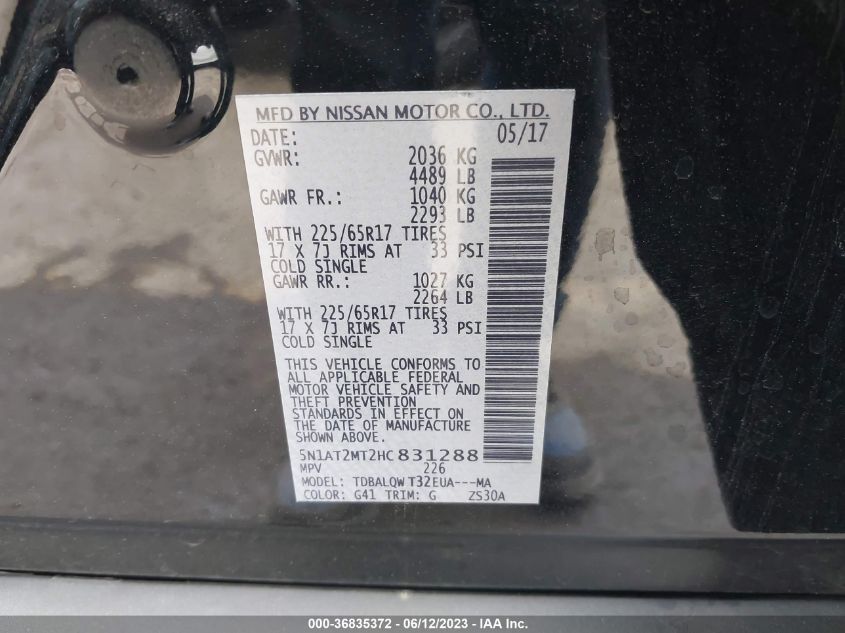 MFD BY NISSAN MOTOR CO., LTD.
DATE: 05/17
GVWR: 2036 KG
4489 LB
GAWR FR.: 1040 KG
2293 LB
WITH 225/65R17 TIRES
17 X 7J RIMS AT 33 PSI
COLD SINGLE
GAWR RR.: 1027 KG
2264 LB
WITH 225/65R17 TIRES
17 X 7J RIMS AT 33 PSI
COLD SINGLE
THIS VEHICLE CONFORMS TO
ALL APPLICABLE FEDERAL
MOTOR VEHICLE SAFETY AND
THEFT PREVENTION
STANDARDS IN EFFECT ON
THE DATE OF MANUFACTURE
SHOWN ABOVE.
5N1AT2MT2HC831288
MPV 226
MODEL: TDBALQW T32EUA---MA
COLOR: G41 TRIM: G ZS30A
000-36835372 - 06/12/2023 - IAA Inc.